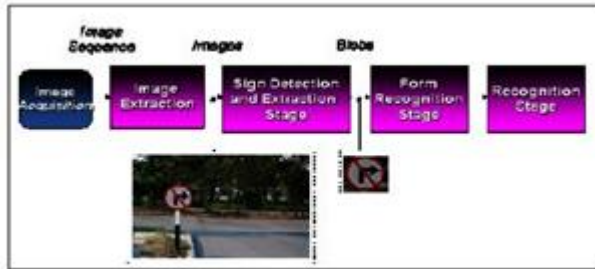 Image
Sequence
Images
Blobs
Image
Acquisition
Image
Extraction
Sign Detection
and Extraction
Stage
Form
Recognition
Stage
Recognition
Stage